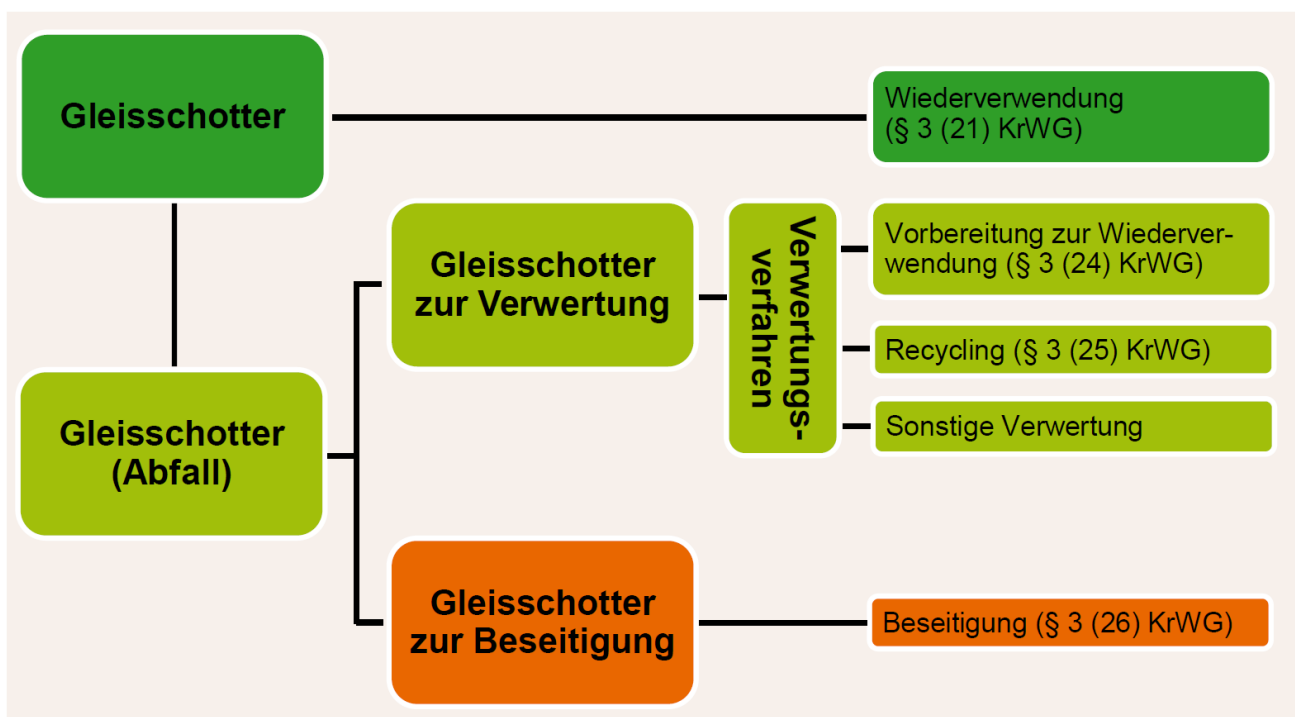 Gleisschotter
Wiederverwendung
(§ 3 (21) KrWG)
Gleisschotter
zur Verwertung
Verwertungs-
verfahren
Vorbereitung zur Wiederver-
wendung (§ 3 (24) KrWG)
Recycling (§ 3 (25) KrWG)
Sonstige Verwertung
Gleisschotter
(Abfall)
Gleisschotter
zur Beseitigung
Beseitigung (§ 3 (26) KrWG)